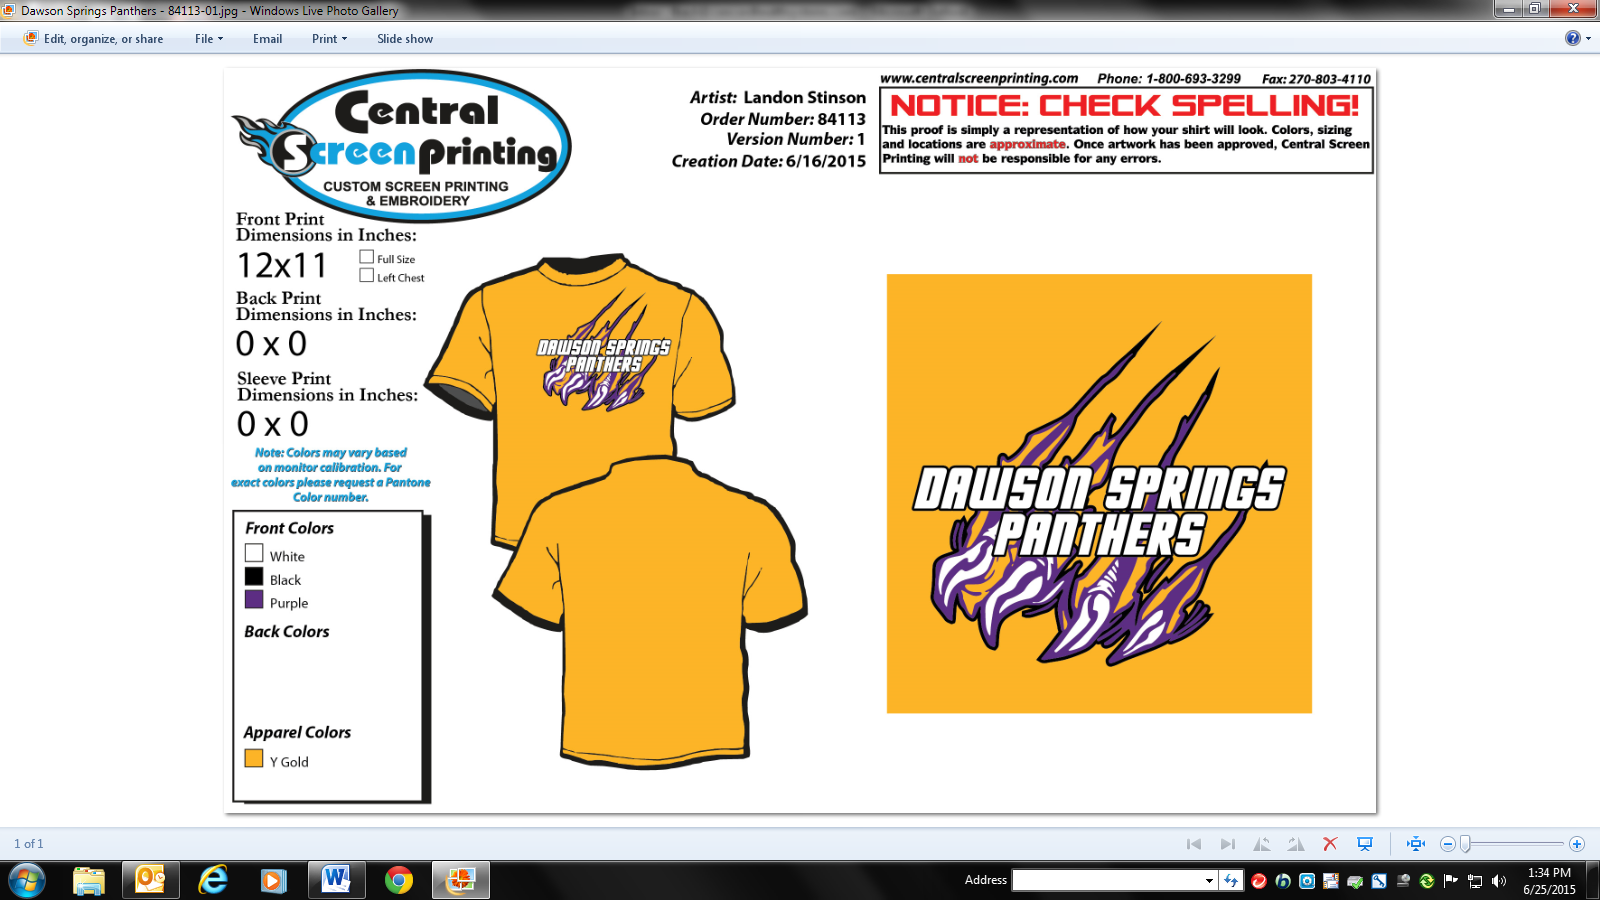 Dawson Springs Panthers - 84113-01.jpg - Windows Live Photo Gallery
Edit, organize, or share File Email Print Slide show
Central
Screen Printing
CUSTOM SCREEN PRINTING
& EMBROIDERY
Artist: Landon Stinson
Order Number: 84113
Version Number: 1
Creation Date: 6/16/2015
www.centralscreenprinting.com Phone: 1-800-693-3299 Fax: 270-803-4110
NOTICE: CHECK SPELLING!
This proof is simply a representation of how your shirt will look. Colors, sizing
and locations are approximate. Once artwork has been approved, Central Screen
Printing will not be responsible for any errors.
Front Print
Dimensions in Inches:
12x11
Full Size
Left Chest
Back Print
Dimensions in Inches:
0 x 0
Sleeve Print
Dimensions in Inches:
0 x 0
Note: Colors may vary based
on monitor calibration. For
exact colors please request a Pantone
Color number.
Front Colors
White
Black
Purple
Back Colors
Apparel Colors
Y Gold
DAWSON SPRINGS
PANTHERS
DAWSON SPRINGS
PANTHERS
1 of 1
Address
1:34 PM
6/25/2015